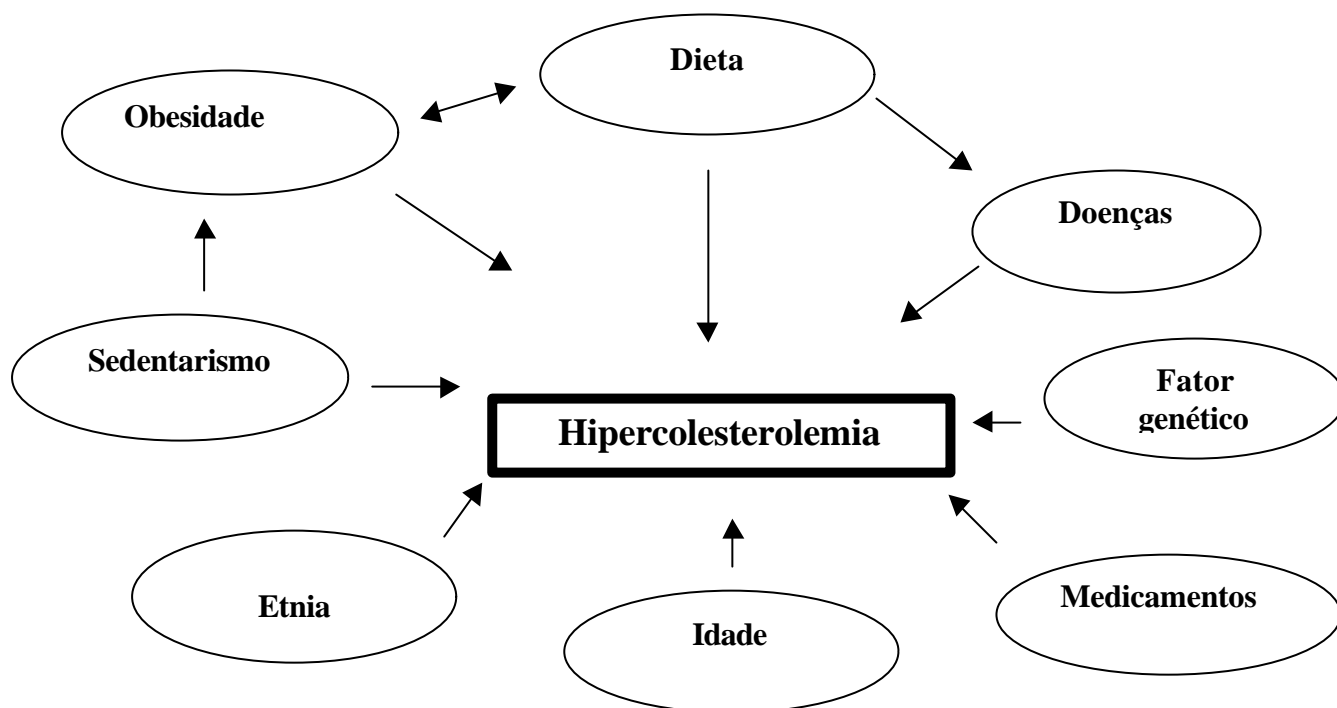 Dieta
Obesidade
Doenças
Sedentarismo
Fator
genético
Hipercolesterolemia
Etnia
Idade
Medicamentos